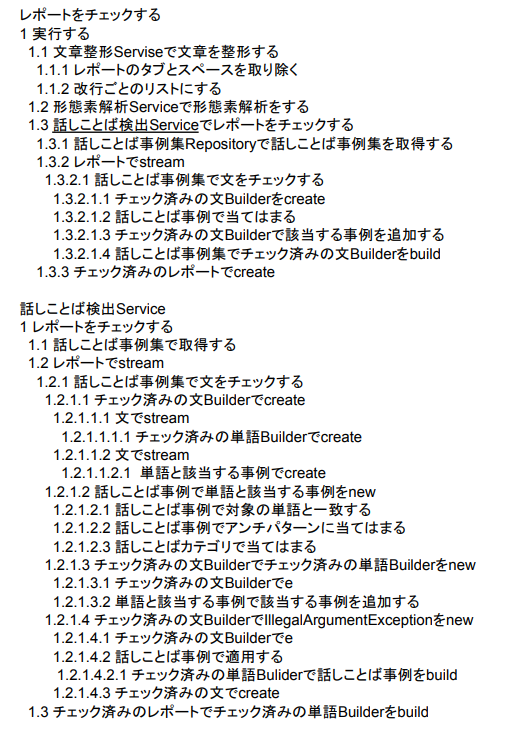 レポートをチェックする
1 実行する
1.1 文章整形Serviseで文章を整形する
1.1.1 レポートのタブとスペースを取り除く
1.1.2 改行ごとのリストにする
1.2 形態素解析Serviceで形態素解析をする
1.3 話しことば検出Serviceでレポートをチェックする
1.3.1 話しことば事例集Repositoryで話しことば事例集を取得する
1.3.2 レポートでstream
1.3.2.1 話しことば事例集で文をチェックする
1.3.2.1.1 チェック済みの文Builderをcreate
1.3.2.1.2 話しことば事例で当てはまる
1.3.2.1.3 チェック済みの文Builderで該当する事例を追加する
1.3.2.1.4 話しことば事例集でチェック済みの文Builderをbuild
1.3.3 チェック済みのレポートでcreate
話しことば検出Service
1 レポートをチェックする
1.1 話しことば事例集で取得する
1.2 レポートでstream
1.2.1 話しことば事例集で文をチェックする
1.2.1.1 チェック済みの文Builderでcreate
1.2.1.1.1 文でstream
1.2.1.1.1.1 チェック済みの単語Builderでcreate
1.2.1.1.2 文でstream
1.2.1.1.2.1 単語と該当する事例でcreate
1.2.1.2 話しことば事例で単語と該当する事例をnew
1.2.1.2.1 話しことば事例で対象の単語と一致する
1.2.1.2.2 話しことば事例でアンチパターンに当てはまる
1.2.1.2.3 話しことばカテゴリで当てはまる
1.2.1.3 チェック済みの文Builderでチェック済みの単語Builderをnew
1.2.1.3.1 チェック済みの文Builderでe
1.2.1.3.2 単語と該当する事例で該当する事例を追加する
1.2.1.4 チェック済みの文BuilderでIllegalArgumentExceptionをnew
1.2.1.4.1 チェック済みの文Builderでe
1.2.1.4.2 話しことば事例で適用する
1.2.1.4.2.1 チェック済みの単語Buliderで話しことば事例をbuild
1.2.1.4.3 チェック済みの文でcreate
1.3 チェック済みのレポートでチェック済みの単語Builderをbuild